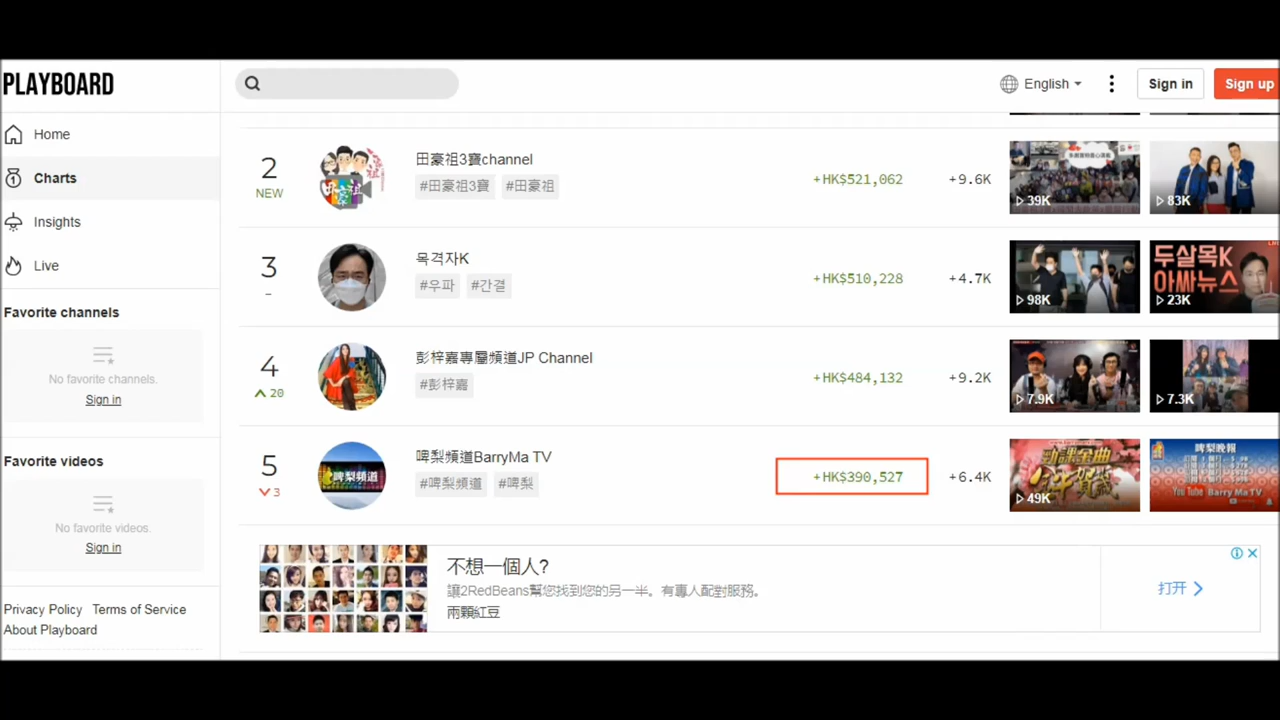 PLAYBOARD
English
Sign in
Sign up
Home
Charts
Insights
Live
Favorite channels
No favorite channels.
Sign in
Favorite videos
No favorite videos.
Sign in
Privacy Policy Terms of Service
About Playboard
2
NEW
田豪祖3寶channel
#田豪祖3寶 #田豪祖
+HK$521,062
+9.6K
39K
83K
3
-
목격자K
#우파 #간결
+HK$510,228
+4.7K
98K
두살목K
아싸뉴스
23K
4
20
彭梓嘉專屬頻道JP Channel
#彭梓嘉
+HK$484,132
+9.2K
7.9K
7.3K
5
3
啤梨頻道
啤梨頻道BarryMa TV
#啤梨頻道 #啤梨
+HK$390,527
+6.4K
49K
啤梨晚報
YouTube Barry Ma TV
不想一個人?
讓2RedBeans幫您找到您的另一半。有專人配對服務。
兩顆紅豆
打开